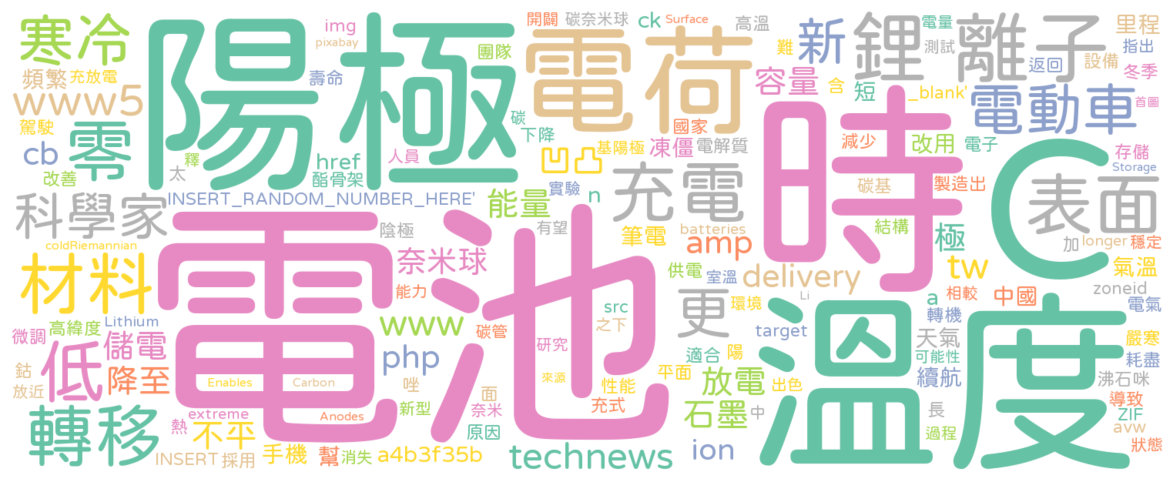 寒冷
img
pixabay
團隊
開闢
碳奈米球
ck
Surface
高溫
新
鋰
離子
電量
測試
難
指出
返回
里程
設備
冬季
首圖
頻繁
充放電
壽命
陽極
電荷
容量
含
短
_blank'
電動車
www5
駕駛
零
cb
改善
釋
太
href
酯骨架
人員
碳
下降
凹凸
國家
基陽極
凍僵
電解質
減少
改用
電子
存儲
Storage
製造出
碳基
INSERT_RANDOM_NUMBER_HERE'
能量
實驗
n
充電
時
C
表面
科學家
coldRiemannian
陰極
有望
筆電
batteries
amp
結構
極
加
longer
穩定
材料
電池
奈米球
能力
供電
室溫
delivery
Li
tw
相較
氣溫
zoneid
中國
a
轉機
電氣
微調
高緯度
Lithium
www
碳管
src
之下
更
環境
target
天氣
嚴寒
可能性
耗盡
低
儲電
鈷
放近
降至
php
Enables
Carbon
研究
來源
唑
面
性能
平面
適合
陽
溫度
續航
沸石咪
導致
轉移
熱
extreme
Anodes
新型
奈米
充式
放電
出色
石墨
中
長
ZIF
avw
不平
INSERT
採用
手機
幫
消失
a4b3f35b
原因
technews
ion
過程
狀態